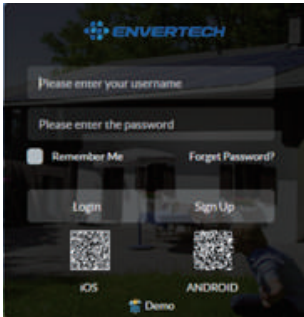 ENVERTECH
Please enter your username
Please enter the password
Remember Me Forget Password?
Login Sign Up
iOS ANDROID
Demo